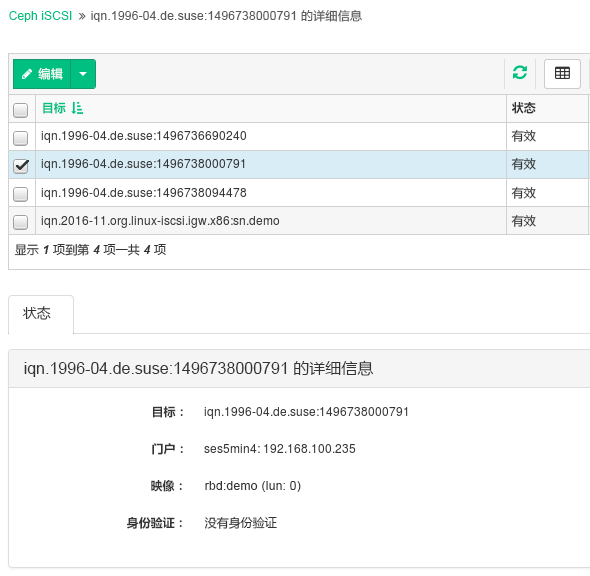 Ceph iSCSI » iqn.1996-04.de.suse:1496738000791 的详细信息
编辑
目标 状态
iqn.1996-04.de.suse:1496736690240 有效
iqn.1996-04.de.suse:1496738000791 有效
iqn.1996-04.de.suse:1496738094478 有效
iqn.2016-11.org.linux-iscsi.igw.x86:sn.demo 有效
显示 1 项到第 4 项—共 4 项
状态
iqn.1996-04.de.suse:1496738000791 的详细信息
目标： iqn.1996-04.de.suse:1496738000791
门户： ses5min4: 192.168.100.235
映像： rbd:demo (lun: 0)
身份验证： 没有身份验证